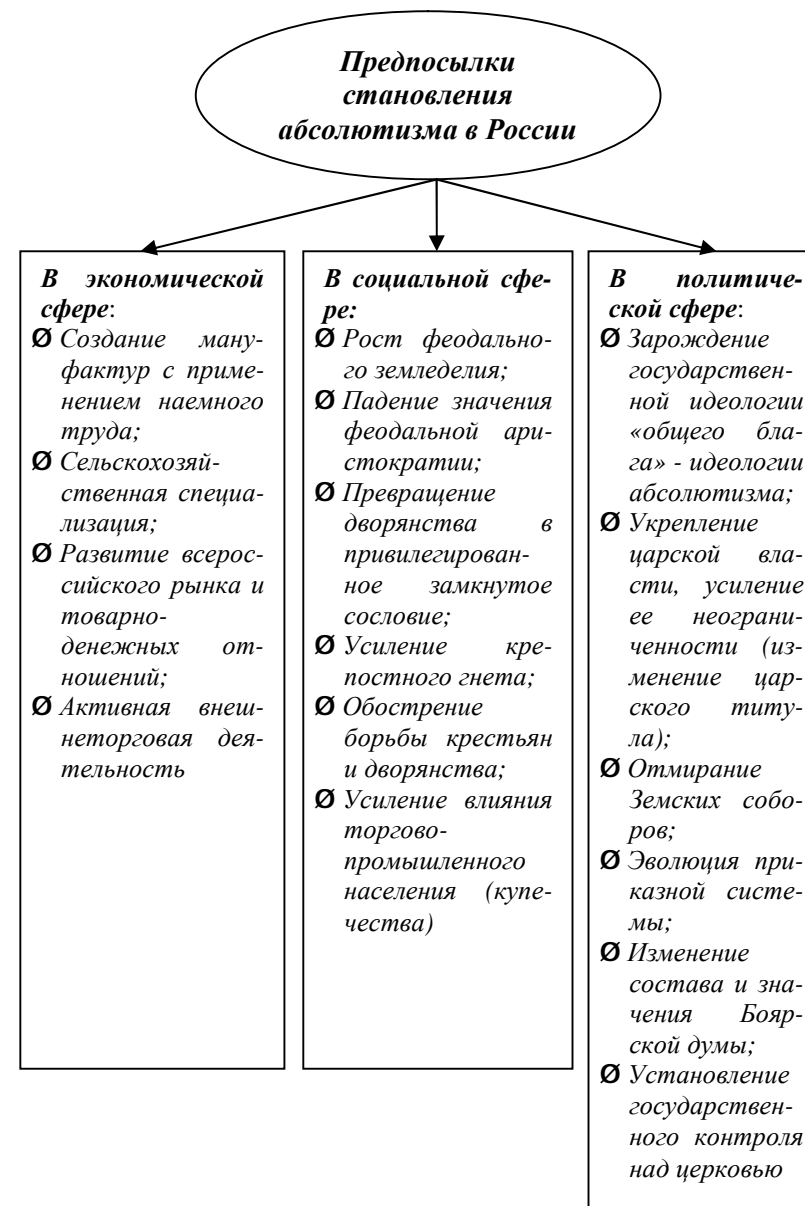 Предпосылки
становления
абсолютизма в России
В экономической
сфере:
Ø Создание ману-
фактур с приме-
нением наемного
труда;
Ø Сельскохозяй-
ственная специа-
лизация;
Ø Развитие всерос-
сийского рынка и
товарно-
денежных от-
ношений;
Ø Активная внеш-
неторговая дея-
тельность
В социальной сфе-
ре:
Ø Рост феодально-
го земледелия;
Ø Падение значения
феодальной ари-
стократии;
Ø Превращение
дворянства в
привилегирован-
ное замкнутое
сословие;
Ø Усиление кре-
постного гнета;
Ø Обострение
борьбы крестьян
и дворянства;
Ø Усиление влияния
торгово-
промышленного
населения (купе-
чества)
В политиче-
ской сфере:
Ø Зарождение
государствен-
ной идеологии
«общего бла-
га» - идеологии
абсолютизма;
Ø Укрепление
царской вла-
сти, усиление
ее неограни-
ченности (из-
менение цар-
ского титу-
ла);
Ø Отмирание
Земских собо-
ров;
Ø Эволюция при-
казной систе-
мы;
Ø Изменение
состава и зна-
чения Бояр-
ской думы;
Ø Установление
государствен-
ного контроля
над церковью